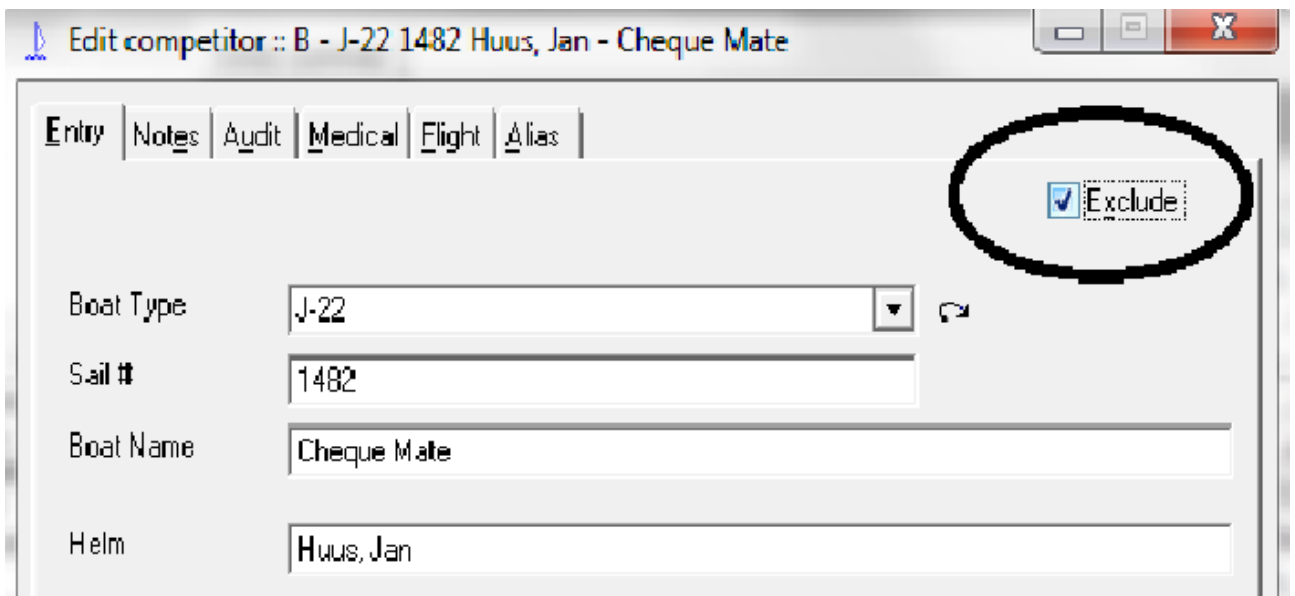 Edit competitor :: B - J-22 1482 Huus, Jan - Cheque Mate
Entry Notes Audit Medical Flight Alias
Exclude
Boat Type J-22
Sail # 1482
Boat Name Cheque Mate
Helm Huus, Jan